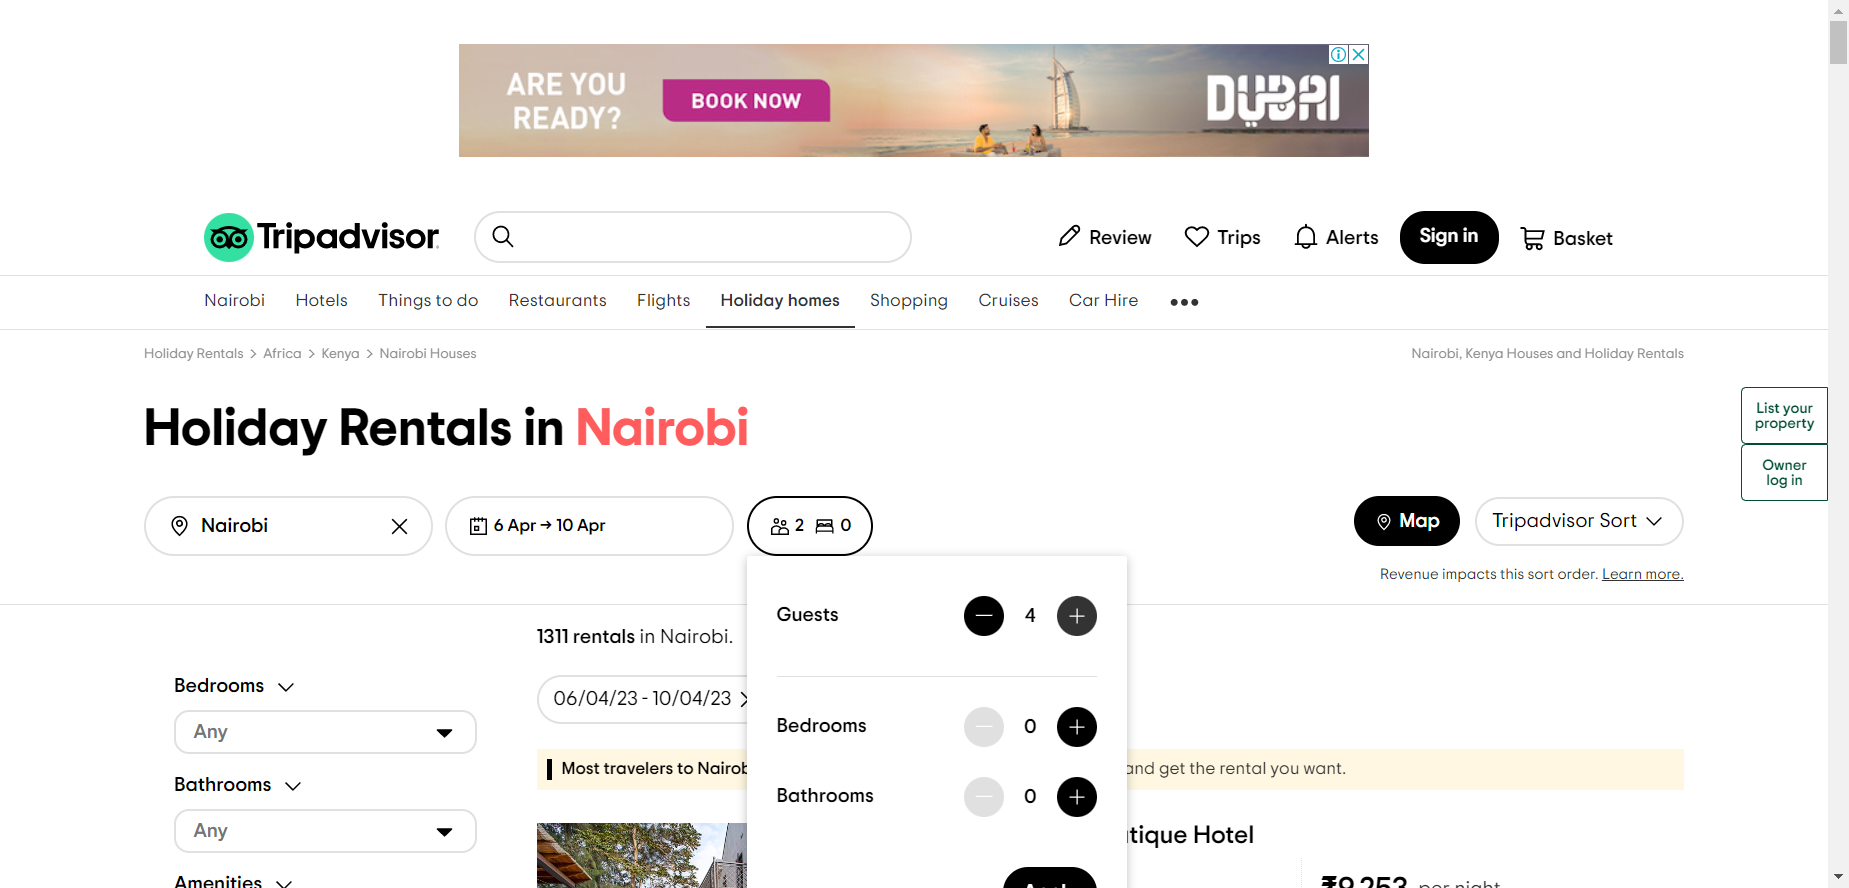 ARE YOU
READY?
BOOK NOW
DUBAI
Tripadvisor
Review
Trips
Alerts
Sign in
Basket
Nairobi
Hotels
Things to do
Restaurants
Flights
Holiday homes
Shopping
Cruises
Car Hire
Holiday Rentals > Africa > Kenya > Nairobi Houses
Nairobi, Kenya Houses and Holiday Rentals
List your
property
Owner
log in
Holiday Rentals in Nairobi
Nairobi
6 Apr → 10 Apr
2 0
Map
Tripadvisor Sort
Revenue impacts this sort order. Learn more.
Guests
4
1311 rentals in Nairobi.
Bedrooms
Any
06/04/23 - 10/04/23
Bedrooms
0
Most travelers to Nairob
and get the rental you want.
Bathrooms
Any
Bathrooms
0
tique Hotel
Amenities
₹9,253 per night